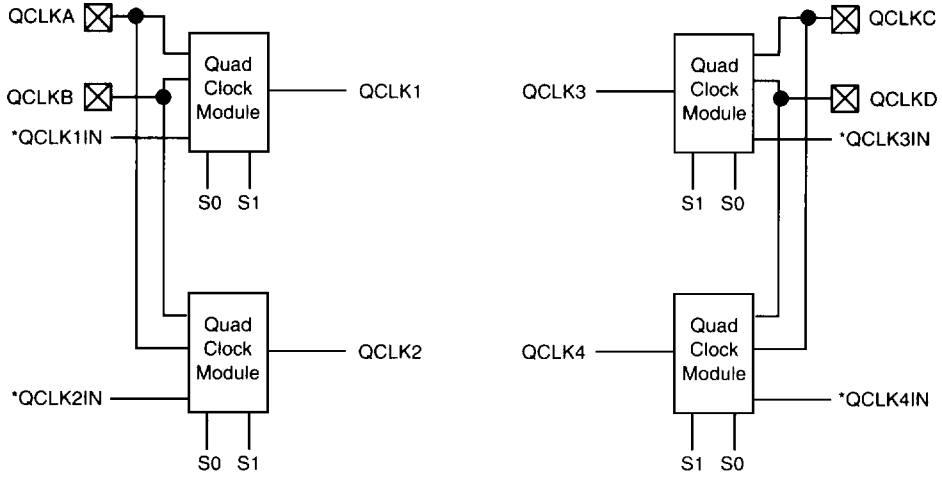 QCLKA
QCLKB
*QCLK1IN
Quad
Clock
Module
QCLK1
S0 S1
QCLK3
Quad
Clock
Module
QCLKC
QCLKD
*QCLK3IN
S1 S0
Quad
Clock
Module
QCLK2
*QCLK2IN
S0 S1
QCLK4
Quad
Clock
Module
*QCLK4IN
S1 S0